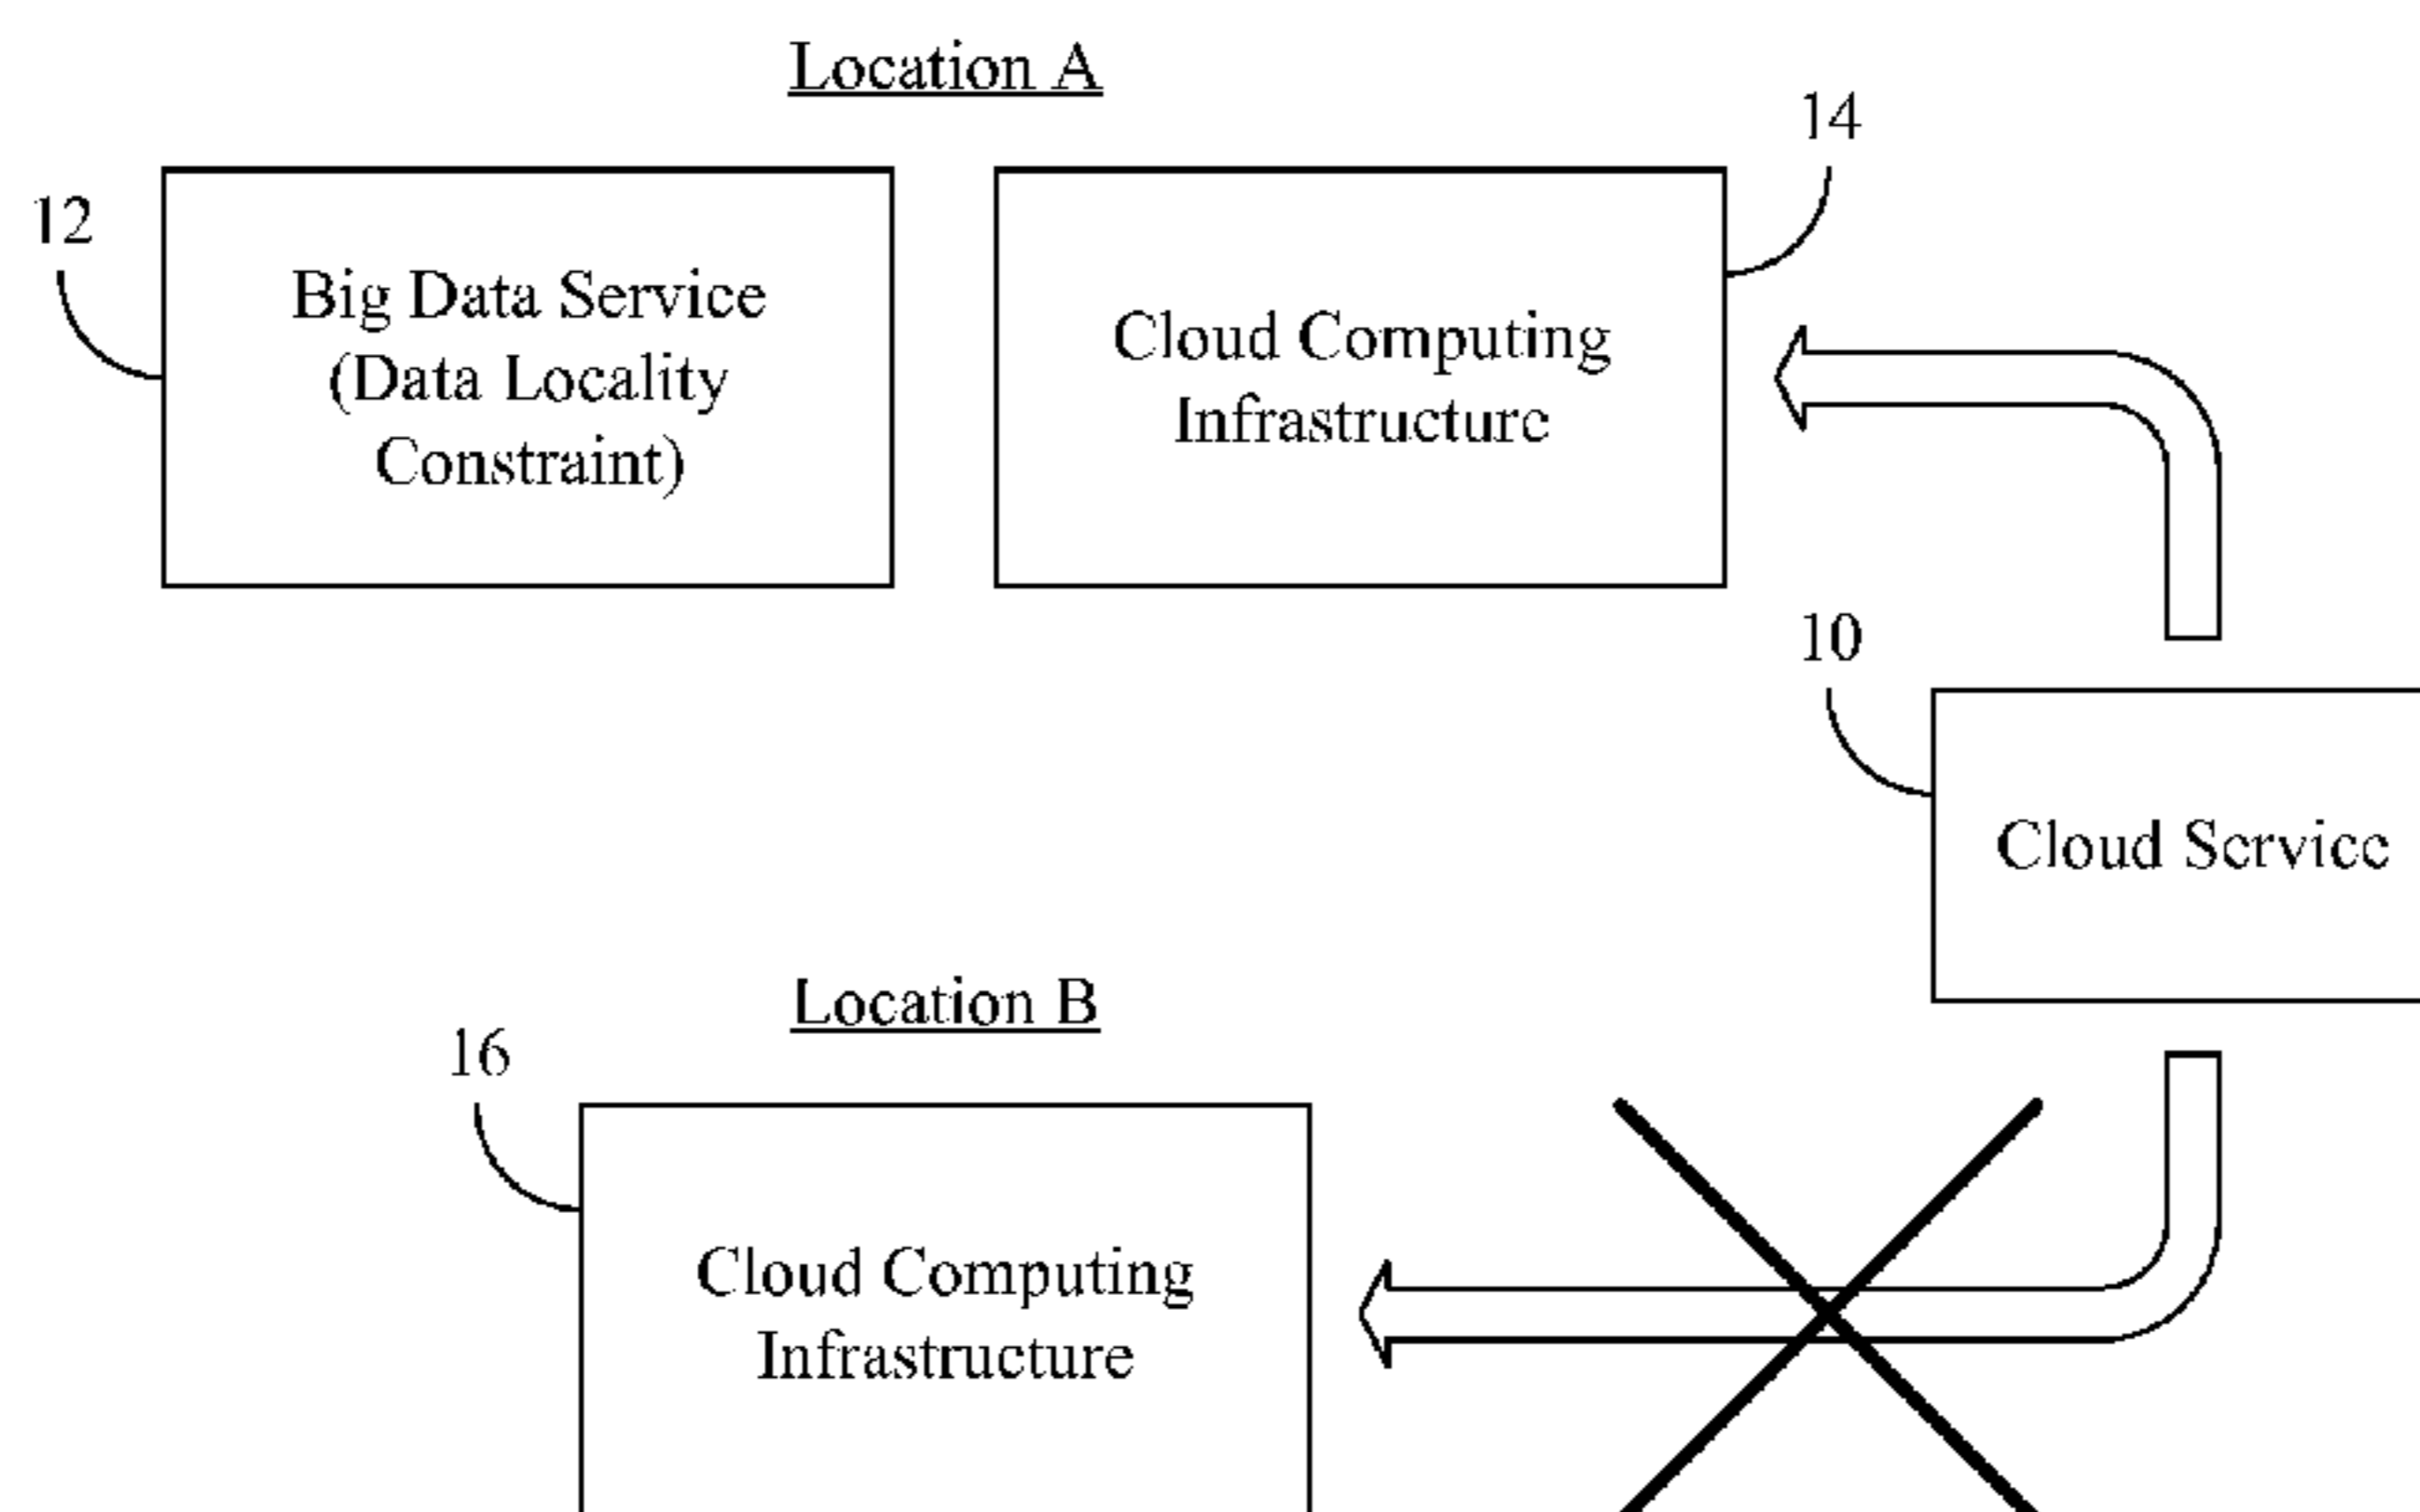 Location A
14
12
Big Data Service
(Data Locality
Constraint)
Cloud Computing
Infrastructure
10
Cloud Service
Location B
16
Cloud Computing
Infrastructure